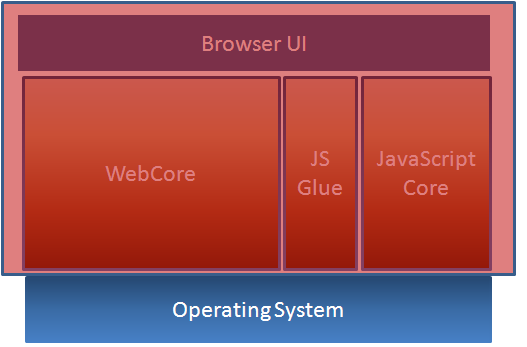 Browser UI
WebCore
JS
Glue
JavaScript
Core
Operating System